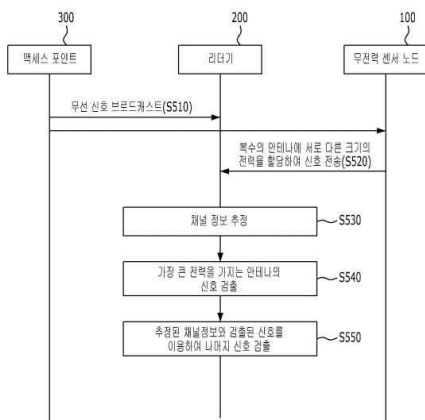 300
200
100
액세스 포인트
리더기
무전력 센서 노드
무선 신호 브로드캐스트(S510)
복수의 안테나에 서로 다른 크기의
전력을 할당하여 신호 전송(S520)
채널 정보 추정
S530
가장 큰 전력을 가지는 안테나의
신호 검출
S540
추정된 채널정보와 검출된 신호를
이용하여 나머지 신호 검출
S550